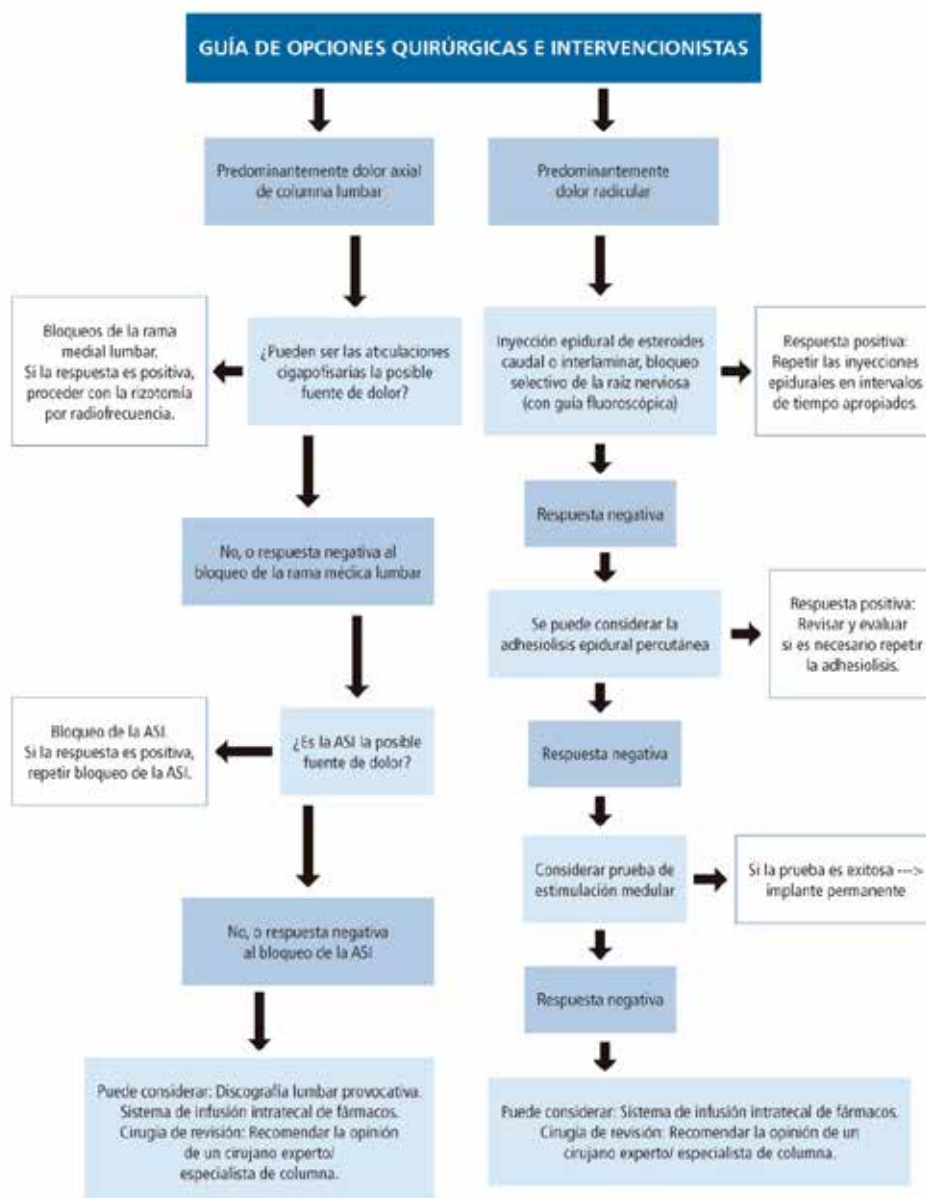 GUÍA DE OPCIONES QUIRÚRGICAS E INTERVENCIONISTAS
Predominantemente dolor axial
de columna lumbar
Predominantemente
dolor radicular
Bloqueos de la rama
medial lumbar.
Si la respuesta es positiva,
proceder con la rizotomía
por radiofrecuencia.
¿Pueden ser las aticulaciones
cigapofisarias la posible
fuente de dolor?
Inyección epidural de esteroides
caudal o interlaminar, bloqueo
selectivo de la raíz nerviosa
(con guía fluoroscópica)
Respuesta positiva:
Repetir las inyecciones
epidurales en intervalos
de tiempo apropiados.
Respuesta negativa
No, o respuesta negativa al
bloqueo de la rama médica lumbar
Se puede considerar la
adhesiolisis epidural percutánea
Respuesta positiva:
Revisar y evaluar
si es necesario repetir
la adhesiolisis.
Bloqueo de la ASI.
Si la respuesta es positiva,
repetir bloqueo de la ASI.
¿Es la ASI la posible
fuente de dolor?
Respuesta negativa
Considerar prueba de
estimulación medular
Si la prueba es exitosa --->
implante permanente
No, o respuesta negativa
al bloqueo de la ASI
Respuesta negativa
Puede considerar: Discografía lumbar provocativa.
Sistema de infusión intratecal de fármacos.
Cirugía de revisión: Recomendar la opinión
de un cirujano experto/
especialista de columna.
Puede considerar: Sistema de infusión intratecal de fármacos.
Cirugía de revisión: Recomendar la opinión de un
cirujano experto/ especialista de columna.